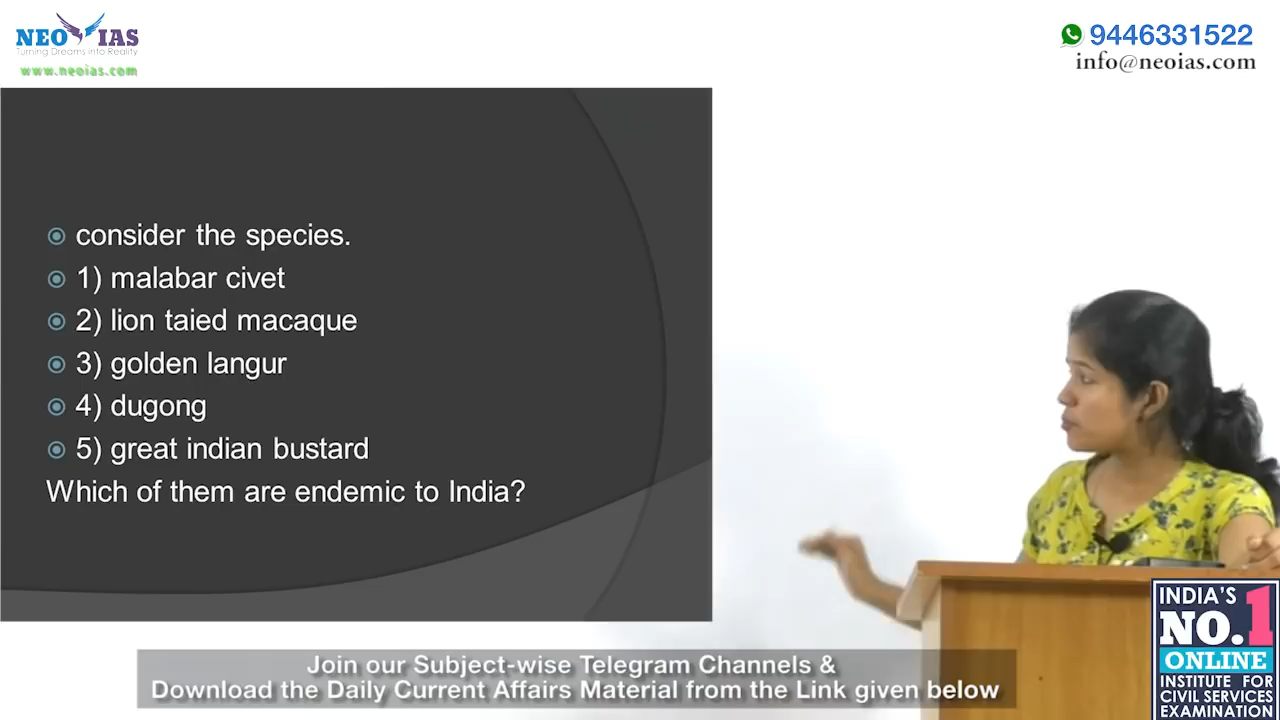 NEO IAS
Turning Dreams into Reality
www.neoias.com
9446331522
info@neoias.com
consider the species.
1) malabar civet
2) lion taied macaque
3) golden langur
4) dugong
5) great indian bustard
Which of them are endemic to India?
INDIA'S
NO.1
ONLINE
INSTITUTE FOR
CIVIL SERVICES
EXAMINATION
Join our Subject-wise Telegram Channels &
Download the Daily Current Affairs Material from the Link given below